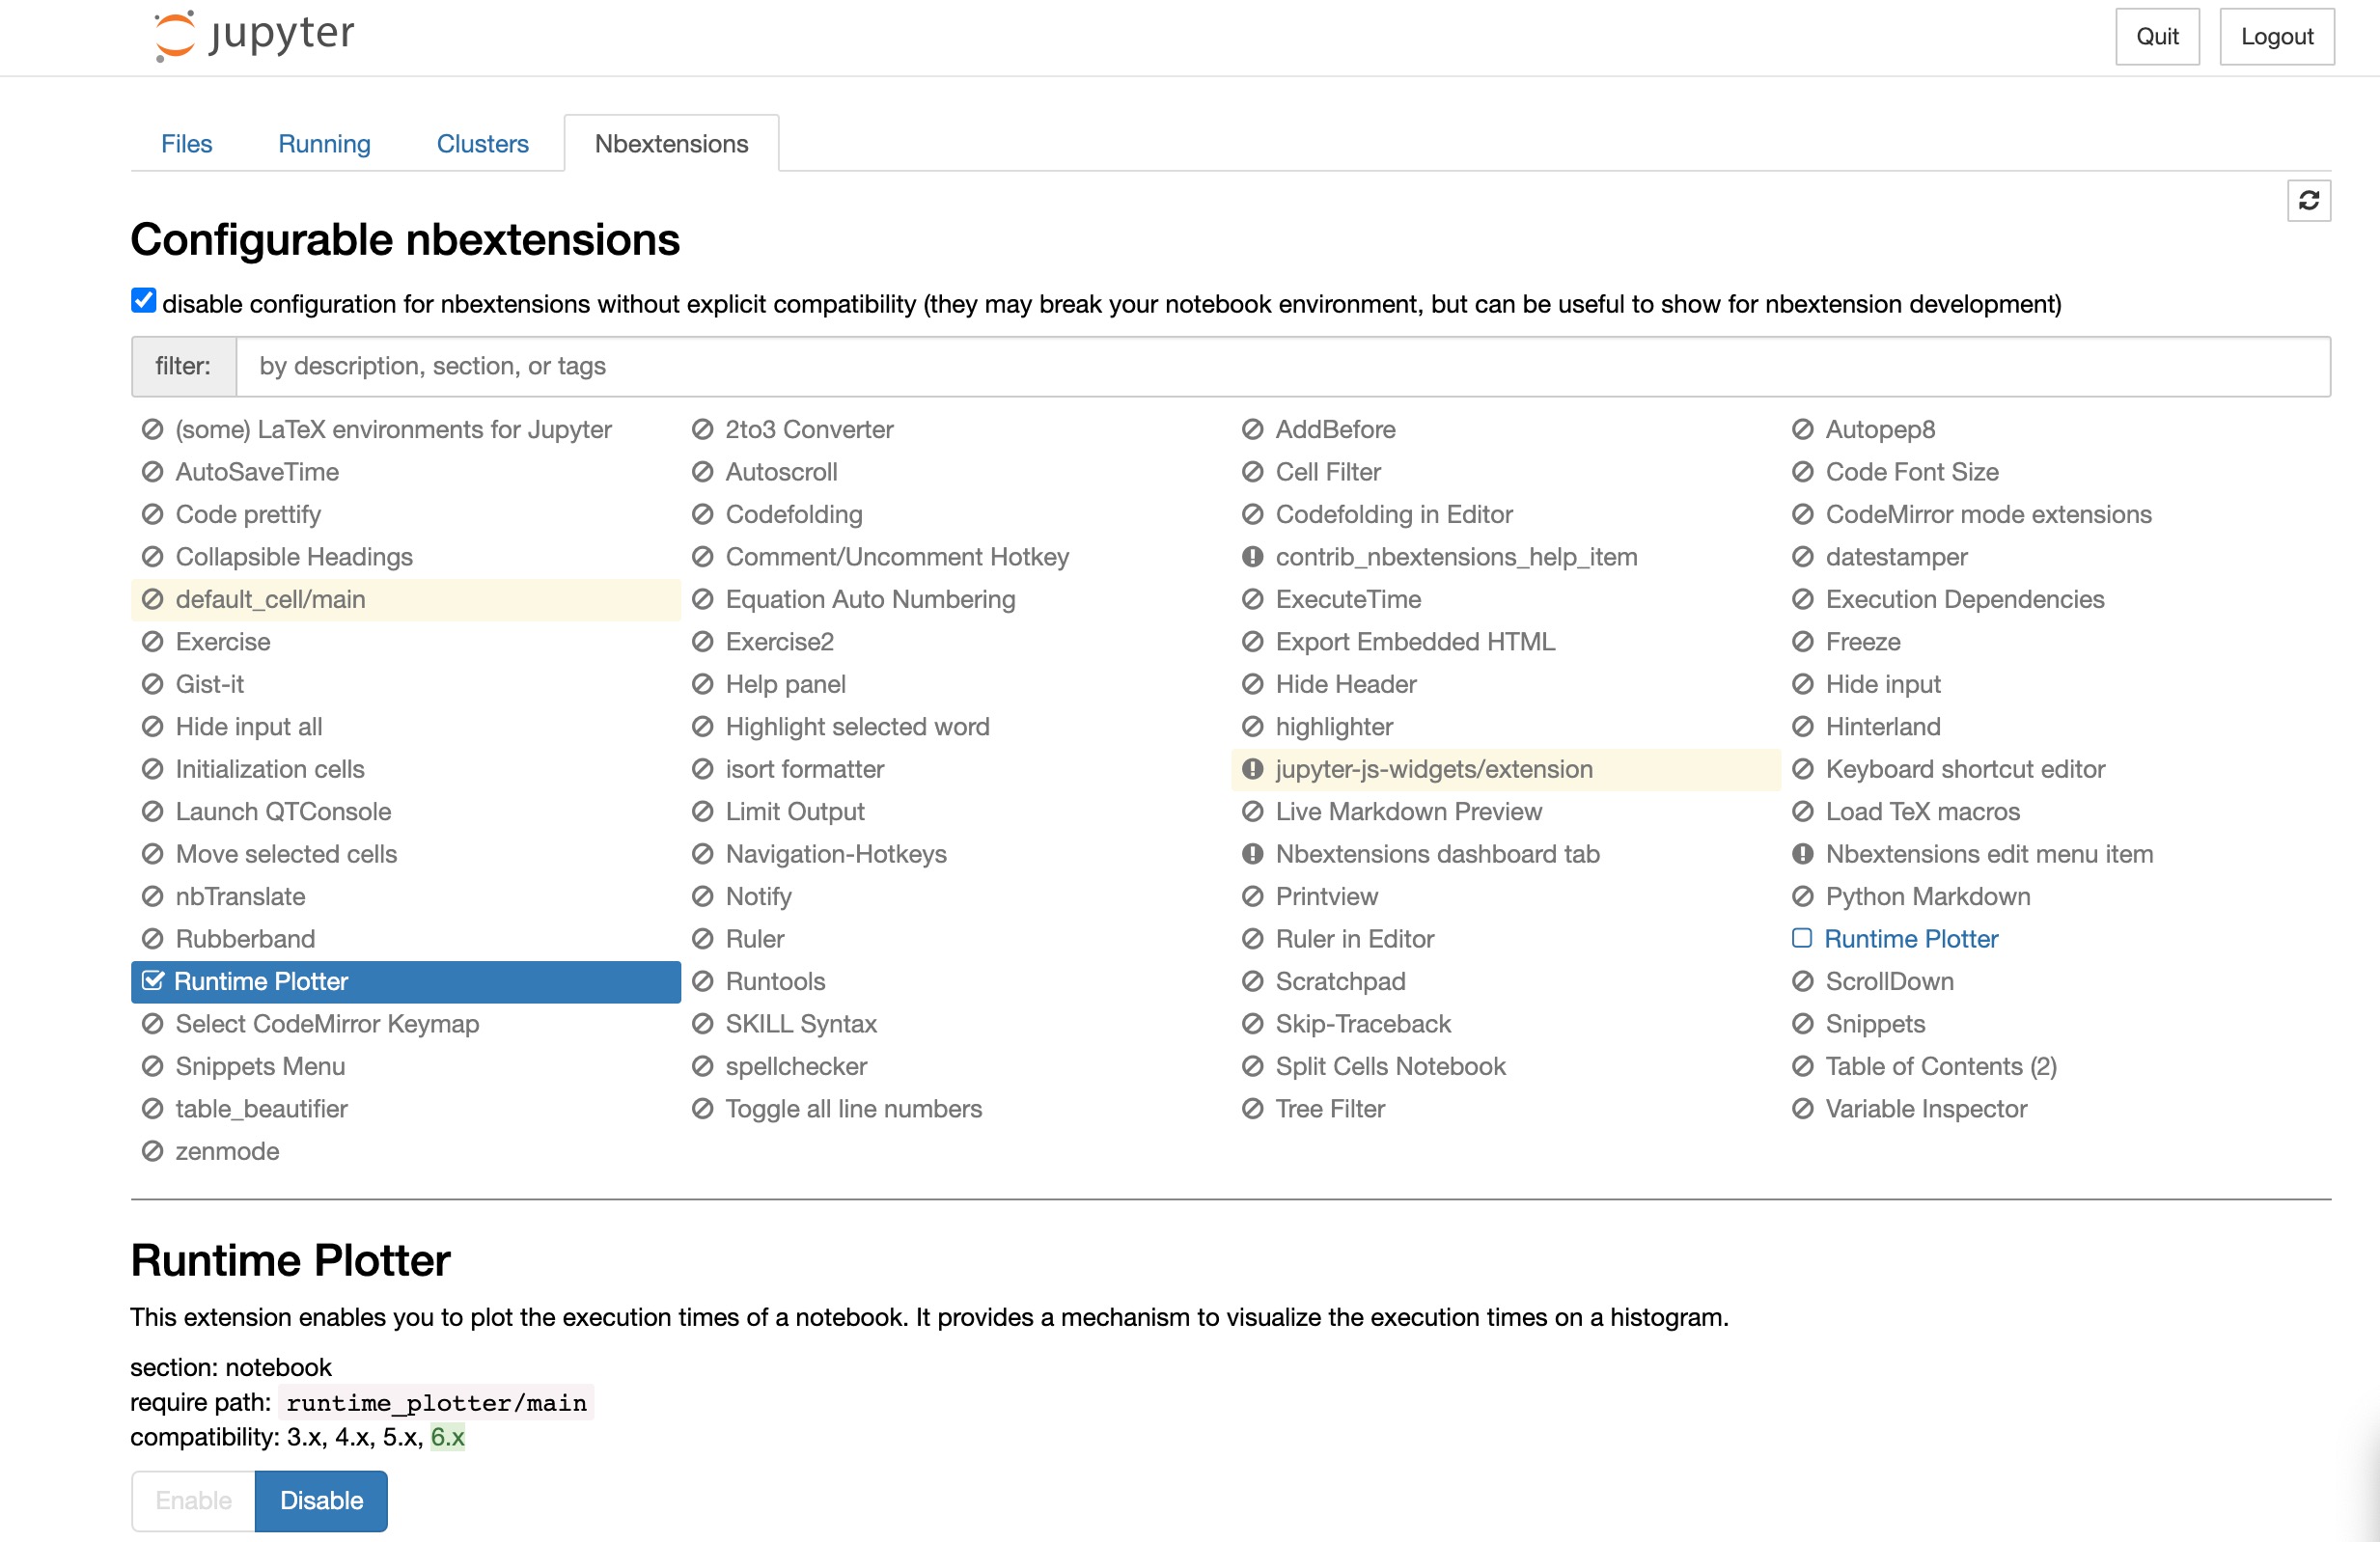 jupyter
Quit
Logout
Files
Running
Clusters
Nbextensions
Configurable nbextensions
disable configuration for nbextensions without explicit compatibility (they may break your notebook environment, but can be useful to show for nbextension development)
filter: by description, section, or tags
(some) LaTeX environments for Jupyter
2to3 Converter
AddBefore
Autopep8
AutoSaveTime
Autoscroll
Cell Filter
Code Font Size
Code prettify
Codefolding
Codefolding in Editor
CodeMirror mode extensions
Collapsible Headings
Comment/Uncomment Hotkey
contrib_nbextensions_help_item
datestamper
default_cell/main
Equation Auto Numbering
ExecuteTime
Execution Dependencies
Exercise
Exercise2
Export Embedded HTML
Freeze
Gist-it
Help panel
Hide Header
Hide input
Hide input all
Highlight selected word
highlighter
Hinterland
Initialization cells
isort formatter
jupyter-js-widgets/extension
Keyboard shortcut editor
Launch QTConsole
Limit Output
Live Markdown Preview
Load TeX macros
Move selected cells
Navigation-Hotkeys
Nbextensions dashboard tab
Nbextensions edit menu item
nbTranslate
Notify
Printview
Python Markdown
Rubberband
Ruler
Ruler in Editor
Runtime Plotter
Runtime Plotter
Runtools
Scratchpad
ScrollDown
Select CodeMirror Keymap
SKILL Syntax
Skip-Traceback
Snippets
Snippets Menu
spellchecker
Split Cells Notebook
Table of Contents (2)
table_beautifier
Toggle all line numbers
Tree Filter
Variable Inspector
zenmode
Runtime Plotter
This extension enables you to plot the execution times of a notebook. It provides a mechanism to visualize the execution times on a histogram.
section: notebook
require path: runtime_plotter/main
compatibility: 3.x, 4.x, 5.x, 6.x
Enable
Disable